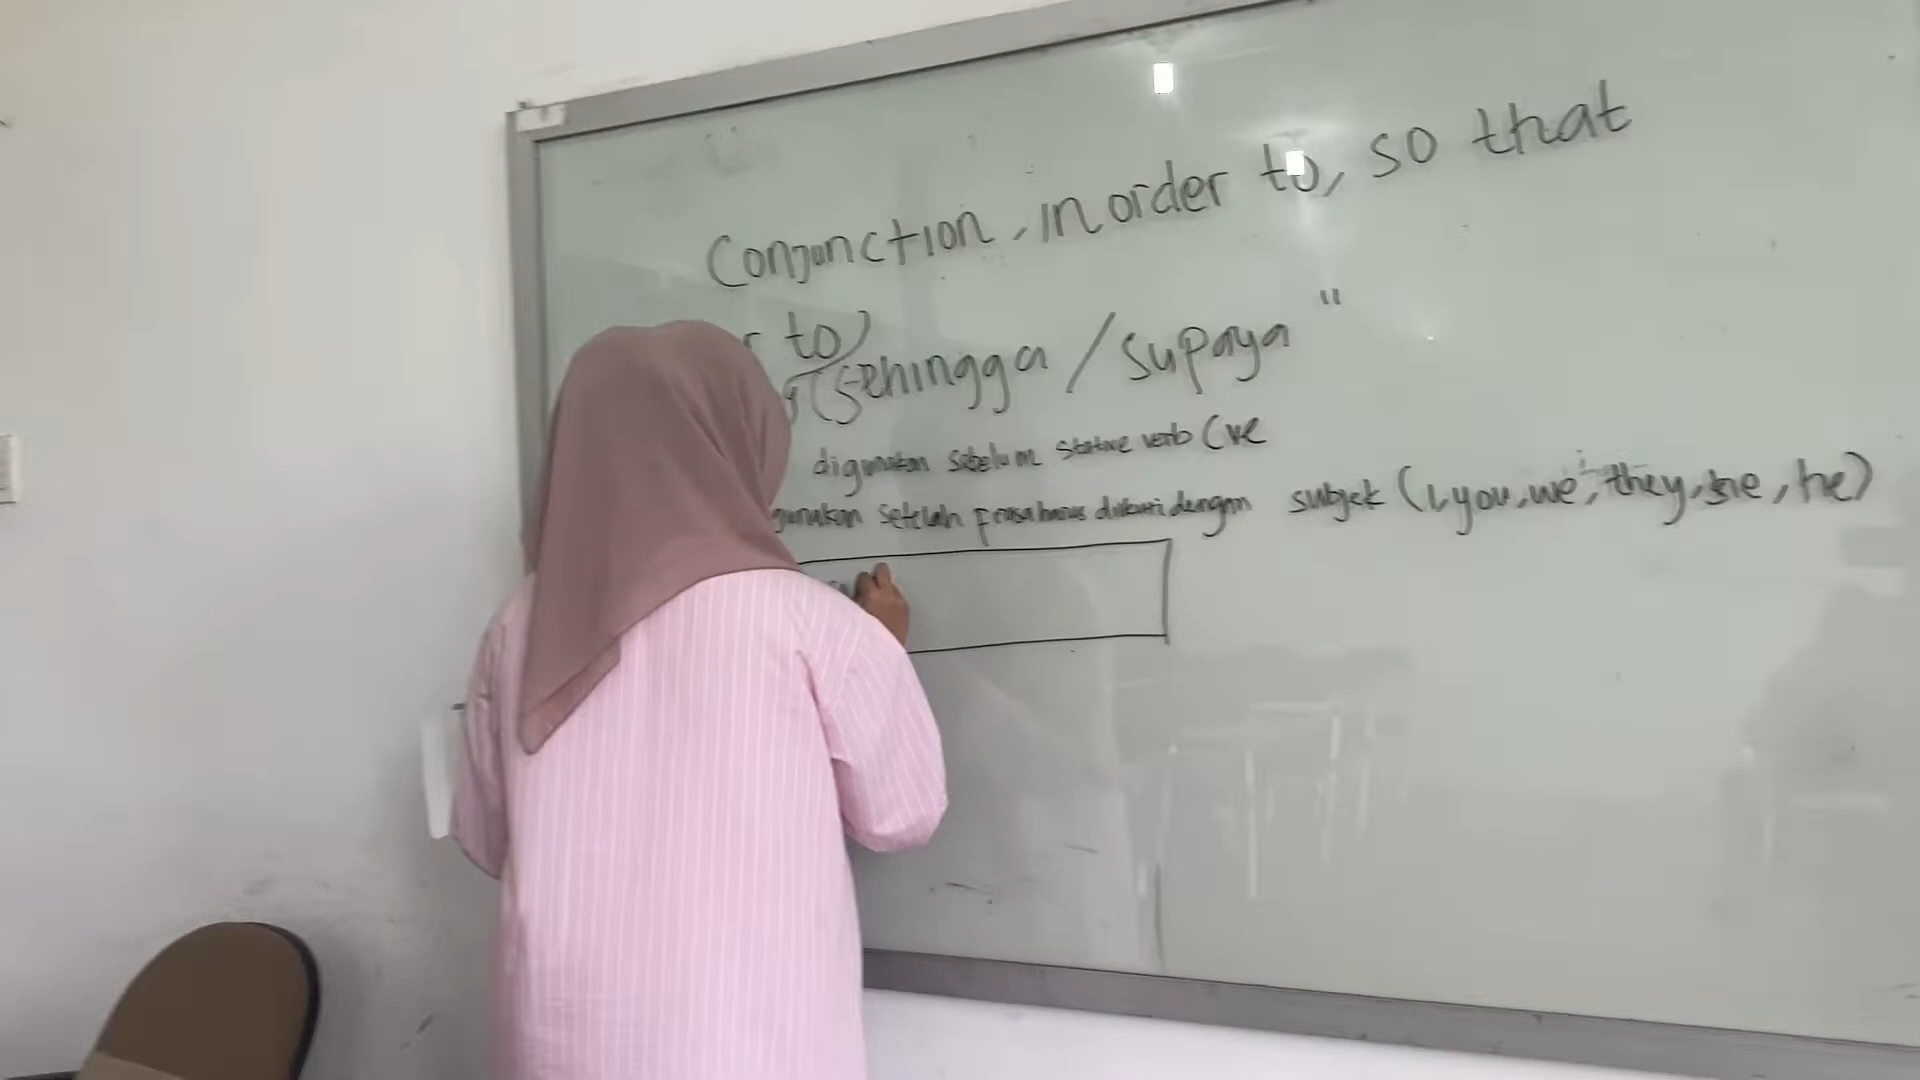 Conjunction, in order to, so that
to)
(sehingga / supaya "
digunakan sebelum stative verb (ve
gunakan setelah frasa harus diikuti dengan subjek (I, you, we, they, she, he)